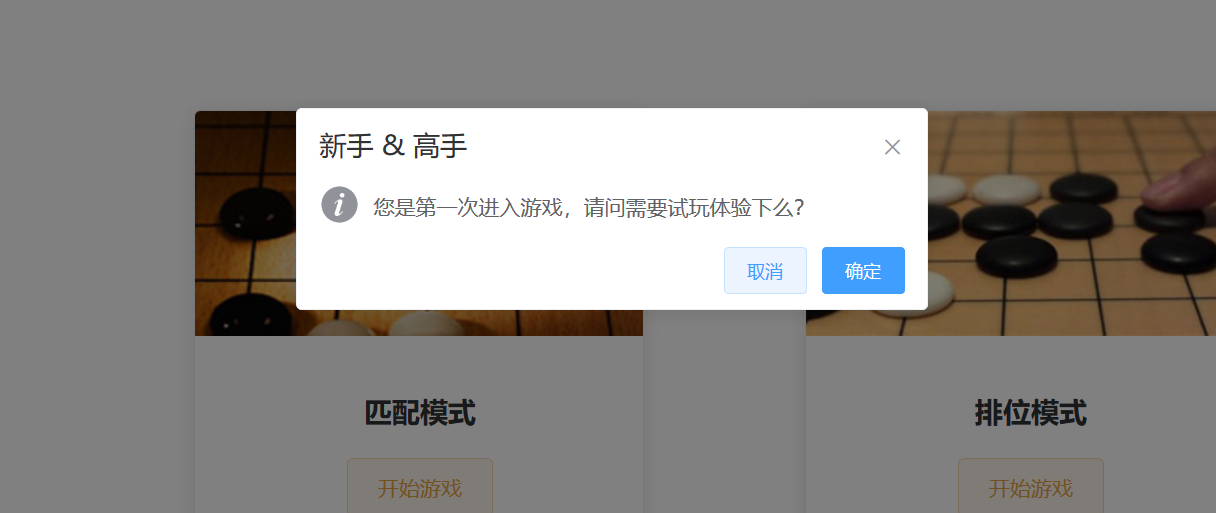 新手 & 高手
您是第一次进入游戏，请问需要试玩体验下么？
取消 确定
匹配模式 排位模式
开始游戏 开始游戏